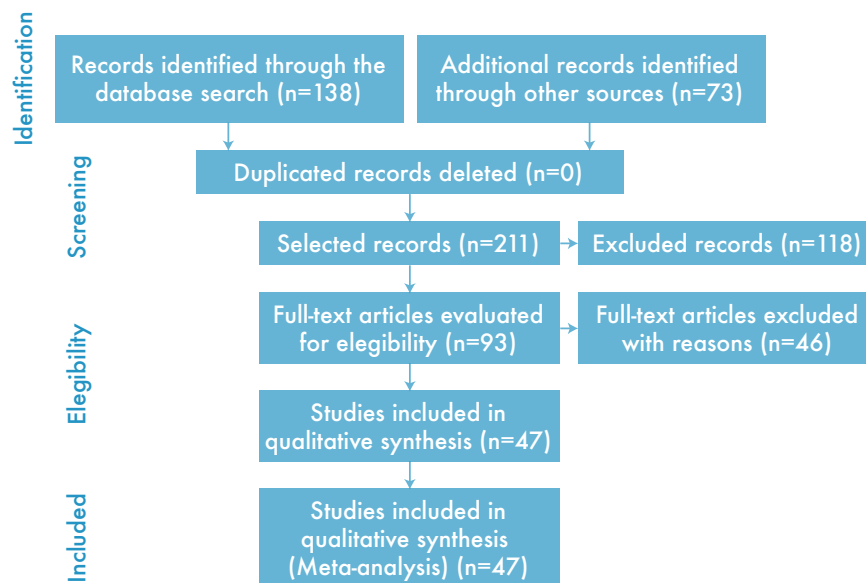 Identification
Records identified through the
database search (n=138)
Additional records identified
through other sources (n=73)
Screening
Duplicated records deleted (n=0)
Selected records (n=211)
Excluded records (n=118)
Elegibility
Full-text articles evaluated
for elegibility (n=93)
Full-text articles excluded
with reasons (n=46)
Studies included in
qualitative synthesis (n=47)
Included
Studies included in
qualitative synthesis
(Meta-analysis) (n=47)